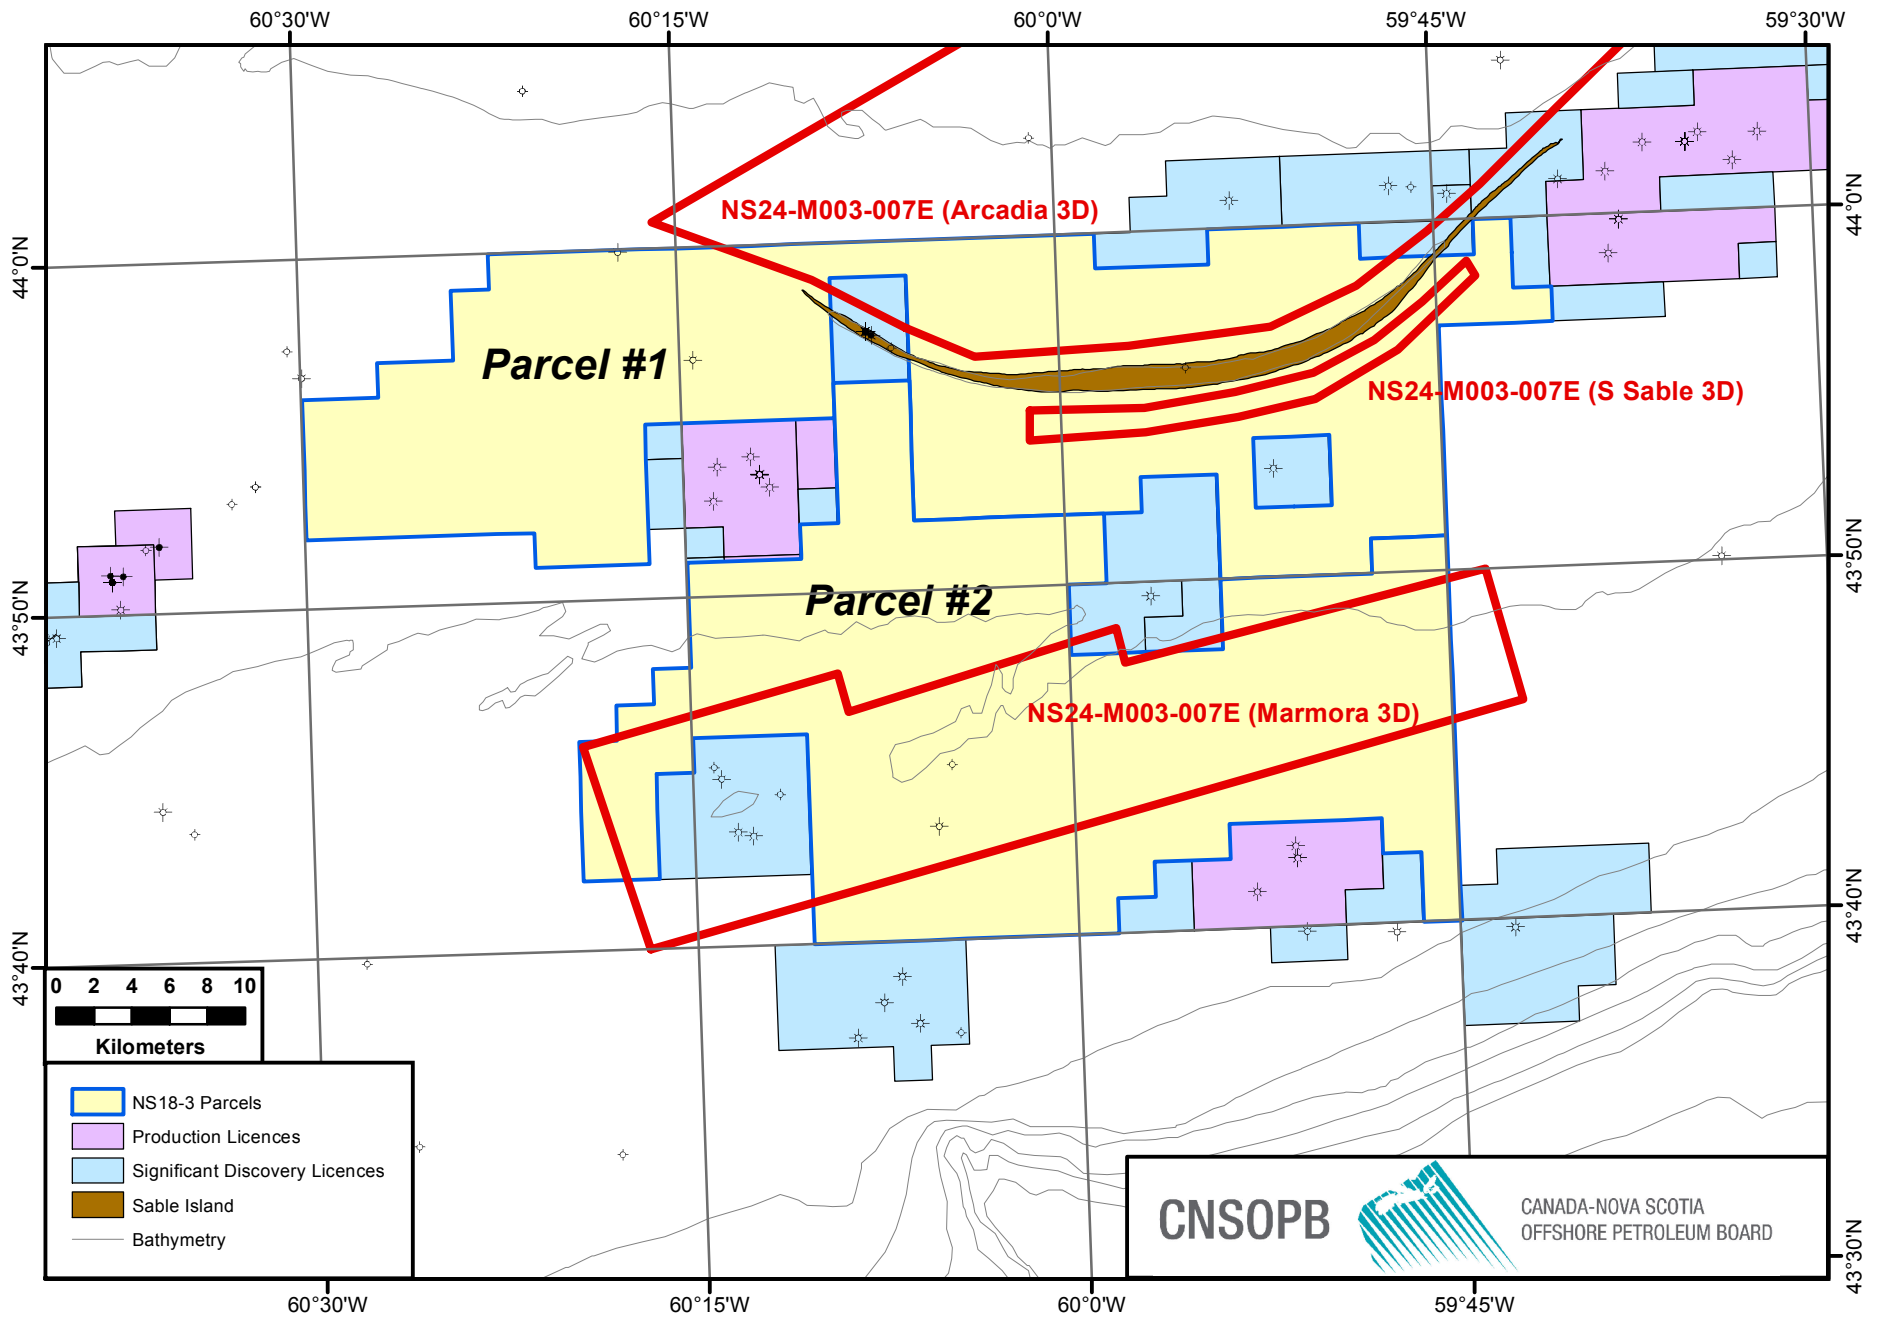 60°30'W
60°15'W
60°0'W
59°45'W
59°30'W
44°0'N
43°50'N
43°40'N
44°0'N
43°50'N
43°40'N
43°30'N
NS24-M003-007E (Arcadia 3D)
Parcel #1
NS24-M003-007E (S Sable 3D)
Parcel #2
NS24-M003-007E (Marmora 3D)
0 2 4 6 8 10
Kilometers
NS18-3 Parcels
Production Licences
Significant Discovery Licences
Sable Island
Bathymetry
CNSOPB
CANADA-NOVA SCOTIA
OFFSHORE PETROLEUM BOARD
60°30'W
60°15'W
60°0'W
59°45'W